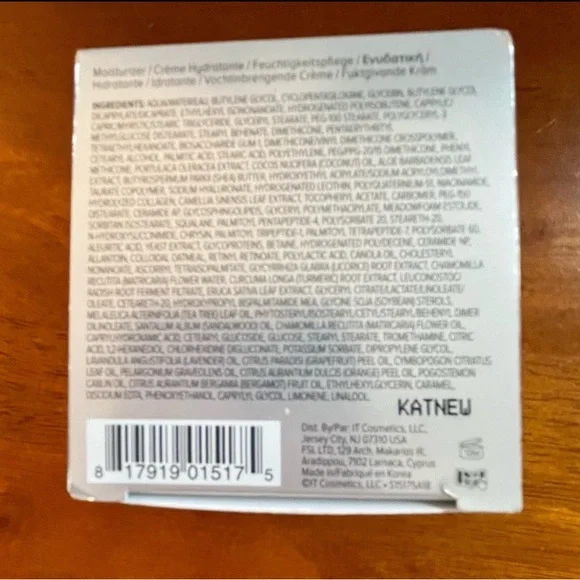 Moisturizer / Crème Hydratante / Feuchtigkeitspflege / Ενυδατική /
Hidratante / Idratante / Vochtinbrengende Crème / Fuktgivande Kräm
INGREDIENTS: AQUA/WATER/EAU, BUTYLENE GLYCOL, CYCLOPENTASILOXANE, GLYCERIN, BUTYLENE GLYCOL
DICAPRYLATE/DICAPRATE, ETHYLHEXYL ISONONANOATE, HYDROGENATED POLYISOBUTENE, CAPRYLIC/
CAPRIC/MYRISTIC/STEARIC TRIGLYCERIDE, GLYCERYL STEARATE, PEG-100 STEARATE, POLYGLYCERYL-3
METHYLGLUCOSE DISTEARATE, STEARYL BEHENATE, DIMETHICONE, PENTAERYTHRITYL
TETRAETHYLHEXANOATE, BIOSACCHARIDE GUM-1, DIMETHICONE/VINYL DIMETHICONE CROSSPOLYMER,
CETEARYL ALCOHOL, PALMITIC ACID, STEARIC ACID, POLYETHYLENE, PEG/PPG-20/15 DIMETHICONE, PHENYL
METHICONE, PORTULACA OLERACEA EXTRACT, COCOS NUCIFERA (COCONUT) OIL, ALOE BARBADENSIS LEAF
EXTRACT, BUTYROSPERMUM PARKII (SHEA) BUTTER, HYDROXYETHYL ACRYLATE/SODIUM ACRYLOYLDIMETHYL
TAURATE COPOLYMER, SODIUM HYALURONATE, HYDROGENATED LECITHIN, POLYQUATERNIUM-51, NIACINAMIDE,
HYDROLYZED COLLAGEN, CAMELLIA SINENSIS LEAF EXTRACT, TOCOPHERYL ACETATE, CARBOMER, PEG-150
DISTEARATE, CERAMIDE AP, GLYCOSPHINGOLIPIDS, GLYCERYL POLYMETHACRYLATE, MEADOWFOAM ESTOLIDE,
SORBITAN ISOSTEARATE, SQUALANE, PALMITOYL PENTAPEPTIDE-4, POLYSORBATE 20, STEARETH-20,
N-HYDROXYSUCCINIMIDE, CHRYSIN, PALMITOYL TRIPEPTIDE-1, PALMITOYL TETRAPEPTIDE-7, POLYSORBATE 60,
YEAST EXTRACT, GLYCOPROTEINS, BETAINE, HYDROGENATED POLYDECENE, CERAMIDE NP,
ALLANTOIN, COLLOIDAL OATMEAL, RETINYL RETINOATE, POLYLACTIC ACID, CANOLA OIL, CHOLESTERYL
NONANOATE, ASCORBYL TETRAISOPALMITATE, GLYCYRRHIZA GLABRA (LICORICE) ROOT EXTRACT, CHAMOMILLA
RECUTITA (MATRICARIA) FLOWER WATER, CURCUMA LONGA (TURMERIC) ROOT EXTRACT, LEUCONOSTOC/
RADISH ROOT FERMENT FILTRATE, ERUCA SATIVA LEAF EXTRACT, GLYCERYL CITRATE/LACTATE/LINOLEATE/
OLEATE, CETEARETH-20, HYDROXYPROPYL BISPALMITAMIDE MEA, GLYCINE SOJA (SOYBEAN) STEROLS,
MELALEUCA ALTERNIFOLIA (TEA TREE) LEAF OIL, PHYTOSTERYL/ISOSTEARYL/CETYL/STEARYL/BEHENYL DIMER
DILINOLEATE, SANTALUM ALBUM (SANDALWOOD) OIL, CHAMOMILLA RECUTITA (MATRICARIA) FLOWER OIL,
CAPRYLHYDROXAMIC ACID, CETEARYL GLUCOSIDE, GLUCOSE, STEARYL STEARATE, TROMETHAMINE, CITRIC
ACID, 1,2-HEXANEDIOL, CHLORHEXIDINE DIGLUCONATE, POTASSIUM SORBATE, DIPROPYLENE GLYCOL,
LAVANDULA ANGUSTIFOLIA (LAVENDER) OIL, CITRUS PARADISI (GRAPEFRUIT) PEEL OIL, CYMBOPOGON CITRATUS
LEAF OIL, PELARGONIUM GRAVEOLENS OIL, CITRUS AURANTIUM DULCIS (ORANGE) PEEL OIL, POGOSTEMON
CABLIN OIL, CITRUS AURANTIUM BERGAMIA (BERGAMOT) FRUIT OIL, ETHYLHEXYLGLYCERIN, CARAMEL,
DISODIUM EDTA, PHENOXYETHANOL, CAPRYLYL GLYCOL, LIMONENE, LINALOOL.
KATNEW
Dist. By/Par: IT Cosmetics, LLC,
Jersey City, NJ 07310 USA
FSL LTD, 129 Arch. Makarios III,
Aradippou, 7102 Larnaca, Cyprus
Made in/Fabriqué en Korea
©IT Cosmetics, LLC •
8 17919 01517 5